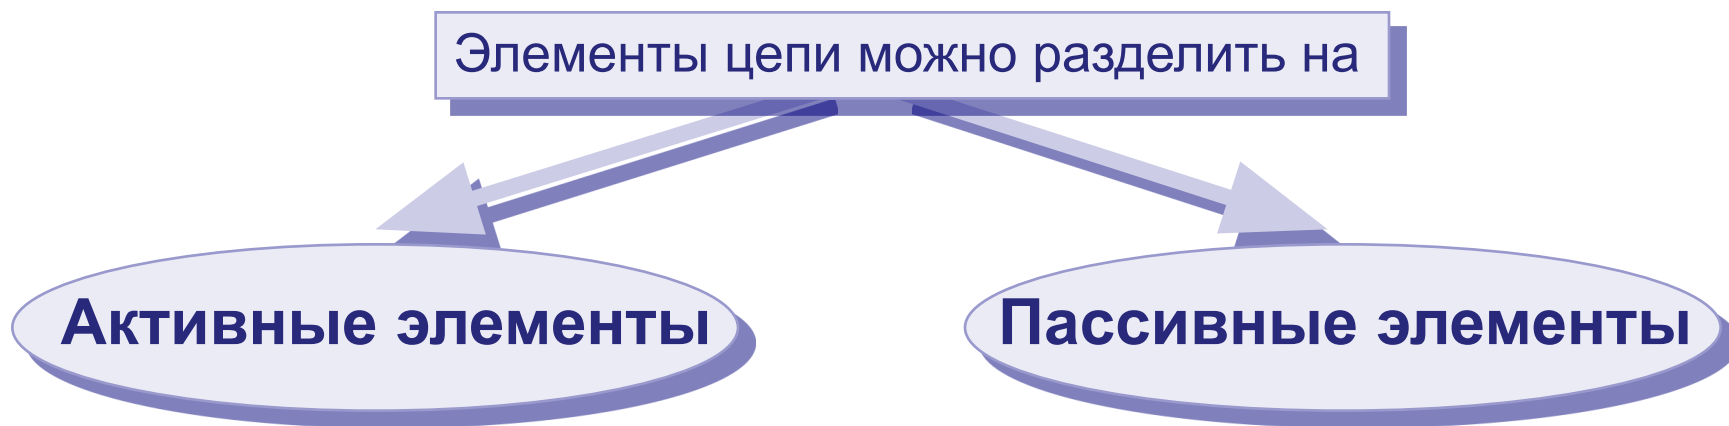 Элементы цепи можно разделить на
Активные элементы
Пассивные элементы